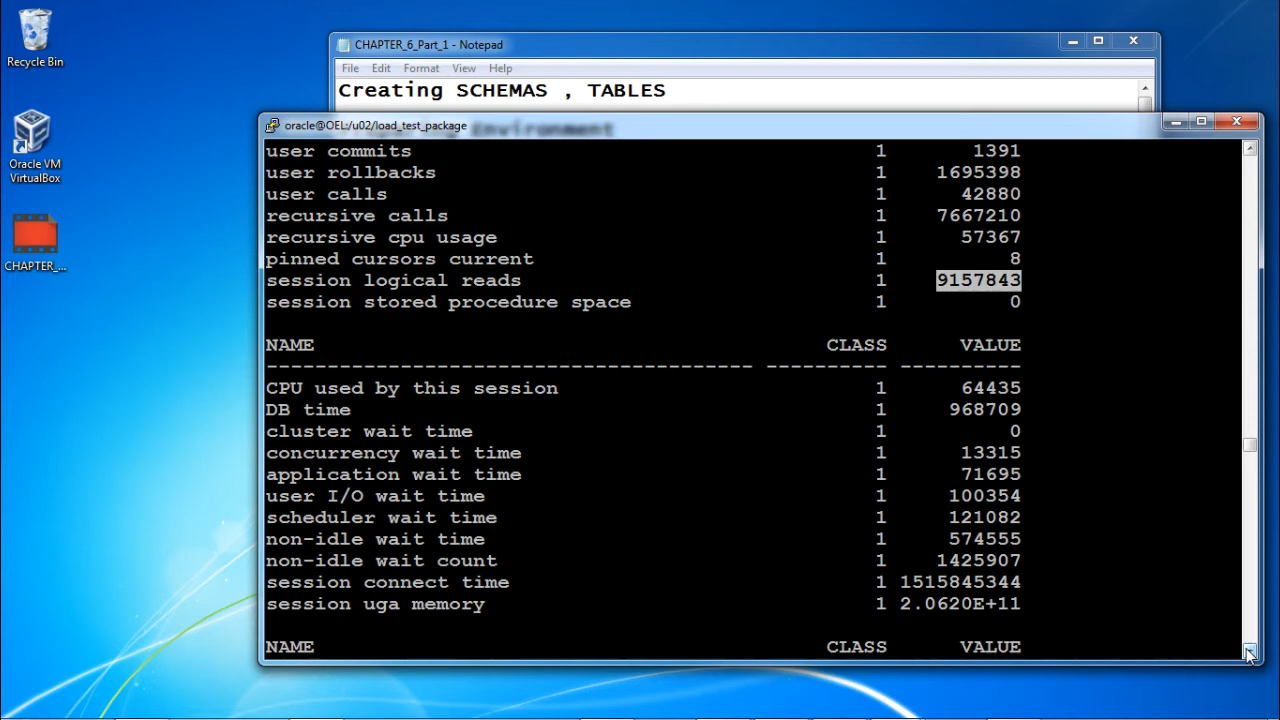 Recycle Bin
Oracle VM
VirtualBox
CHAPTER_...
CHAPTER_6_Part_1 - Notepad
File Edit Format View Help
Creating SCHEMAS , TABLES
oracle@OEL:/u02/load_test_package
Environment
user commits 1 1391
user rollbacks 1 1695398
user calls 1 42880
recursive calls 1 7667210
recursive cpu usage 1 57367
pinned cursors current 1 8
session logical reads 1 9157843
session stored procedure space 1 0
NAME CLASS VALUE
---------------------------------------- ---------- ----------
CPU used by this session 1 64435
DB time 1 968709
cluster wait time 1 0
concurrency wait time 1 13315
application wait time 1 71695
user I/O wait time 1 100354
scheduler wait time 1 121082
non-idle wait time 1 574555
non-idle wait count 1 1425907
session connect time 1 1515845344
session uga memory 1 2.0620E+11
NAME CLASS VALUE